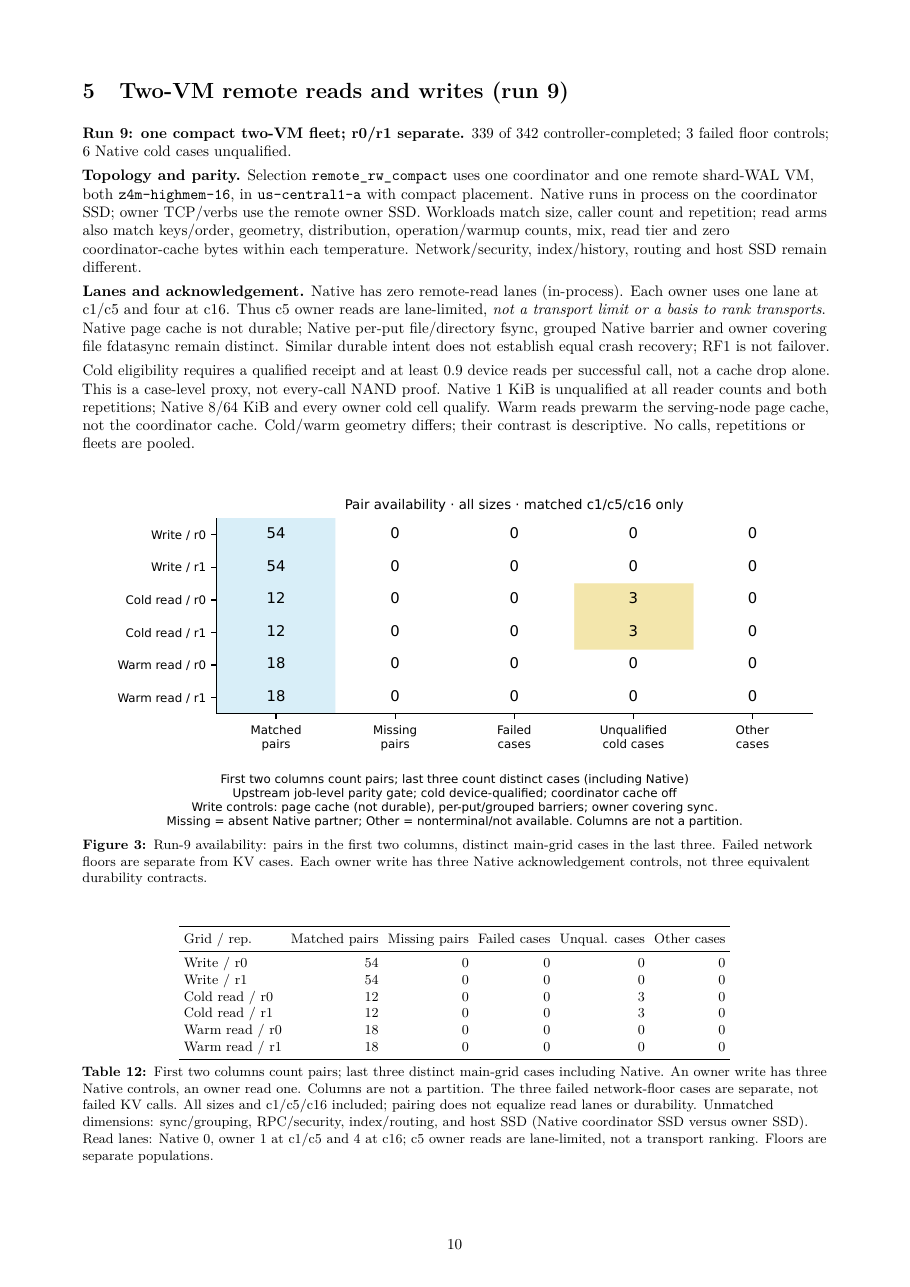 5 Two-VM remote reads and writes (run 9)
Run 9: one compact two-VM fleet; r0/r1 separate. 339 of 342 controller-completed; 3 failed floor controls;
6 Native cold cases unqualified.
Topology and parity. Selection remote_rw_compact uses one coordinator and one remote shard-WAL VM,
both z4m-highmem-16, in us-central1-a with compact placement. Native runs in process on the coordinator
SSD; owner TCP/verbs use the remote owner SSD. Workloads match size, caller count and repetition; read arms
also match keys/order, geometry, distribution, operation/warmup counts, mix, read tier and zero
coordinator-cache bytes within each temperature. Network/security, index/history, routing and host SSD remain
different.
Lanes and acknowledgement. Native has zero remote-read lanes (in-process). Each owner uses one lane at
c1/c5 and four at c16. Thus c5 owner reads are lane-limited, not a transport limit or a basis to rank transports.
Native page cache is not durable; Native per-put file/directory fsync, grouped Native barrier and owner covering
file fdatasync remain distinct. Similar durable intent does not establish equal crash recovery; RF1 is not failover.
Cold eligibility requires a qualified receipt and at least 0.9 device reads per successful call, not a cache drop alone.
This is a case-level proxy, not every-call NAND proof. Native 1 KiB is unqualified at all reader counts and both
repetitions; Native 8/64 KiB and every owner cold cell qualify. Warm reads prewarm the serving-node page cache,
not the coordinator cache. Cold/warm geometry differs; their contrast is descriptive. No calls, repetitions or
fleets are pooled.
Pair availability · all sizes · matched c1/c5/c16 only
Write / r0 54 0 0 0 0
Write / r1 54 0 0 0 0
Cold read / r0 12 0 0 3 0
Cold read / r1 12 0 0 3 0
Warm read / r0 18 0 0 0 0
Warm read / r1 18 0 0 0 0
Matched Missing Failed Unqualified Other
pairs pairs cases cold cases cases
First two columns count pairs; last three count distinct cases (including Native)
Upstream job-level parity gate; cold device-qualified; coordinator cache off
Write controls: page cache (not durable), per-put/grouped barriers; owner covering sync.
Missing = absent Native partner; Other = nonterminal/not available. Columns are not a partition.
Figure 3: Run-9 availability: pairs in the first two columns, distinct main-grid cases in the last three. Failed network
floors are separate from KV cases. Each owner write has three Native acknowledgement controls, not three equivalent
durability contracts.
Grid / rep. Matched pairs Missing pairs Failed cases Unqual. cases Other cases
Write / r0 54 0 0 0 0
Write / r1 54 0 0 0 0
Cold read / r0 12 0 0 3 0
Cold read / r1 12 0 0 3 0
Warm read / r0 18 0 0 0 0
Warm read / r1 18 0 0 0 0
Table 12: First two columns count pairs; last three distinct main-grid cases including Native. An owner write has three
Native controls, an owner read one. Columns are not a partition. The three failed network-floor cases are separate, not
failed KV calls. All sizes and c1/c5/c16 included; pairing does not equalize read lanes or durability. Unmatched
dimensions: sync/grouping, RPC/security, index/routing, and host SSD (Native coordinator SSD versus owner SSD).
Read lanes: Native 0, owner 1 at c1/c5 and 4 at c16; c5 owner reads are lane-limited, not a transport ranking. Floors are
separate populations.
10